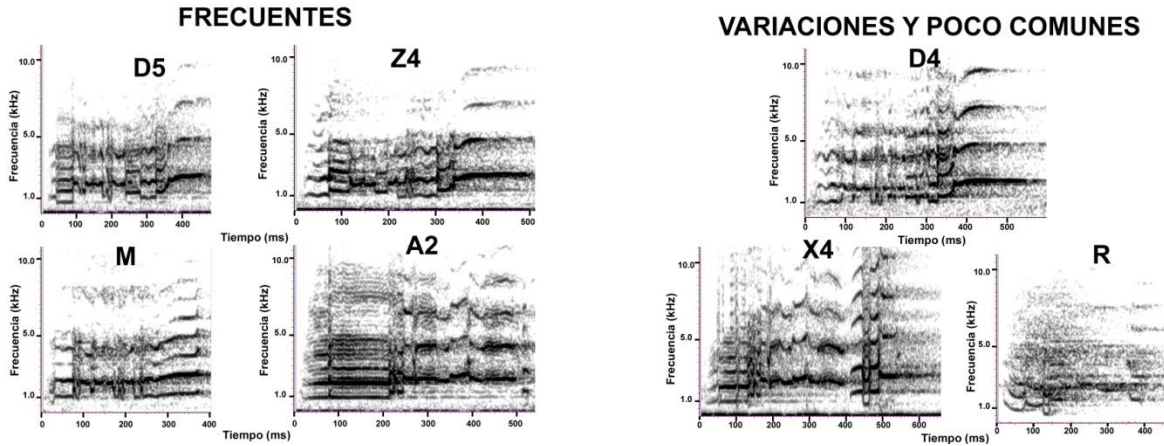 FRECUENTES
D5
Frecuencia (kHz)
10.0
5.0
1.0
0 100 200 300 400
Z4
Frecuencia (kHz)
10.0
5.0
1.0
0 100 200 300 400 500
Tiempo (ms)
M
Frecuencia (kHz)
10.0
5.0
1.0
0 100 200 300 400
A2
Frecuencia (kHz)
10.0
5.0
1.0
0 100 200 300 400 500
Tiempo (ms)
VARIACIONES Y POCO COMUNES
D4
Frecuencia (kHz)
10.0
5.0
1.0
0 100 200 300 400 500
Tiempo (ms)
X4
Frecuencia (kHz)
10.0
5.0
1.0
0 100 200 300 400 500 600
R
Frecuencia (kHz)
10.0
5.0
1.0
0 200 400
Tiempo (ms)